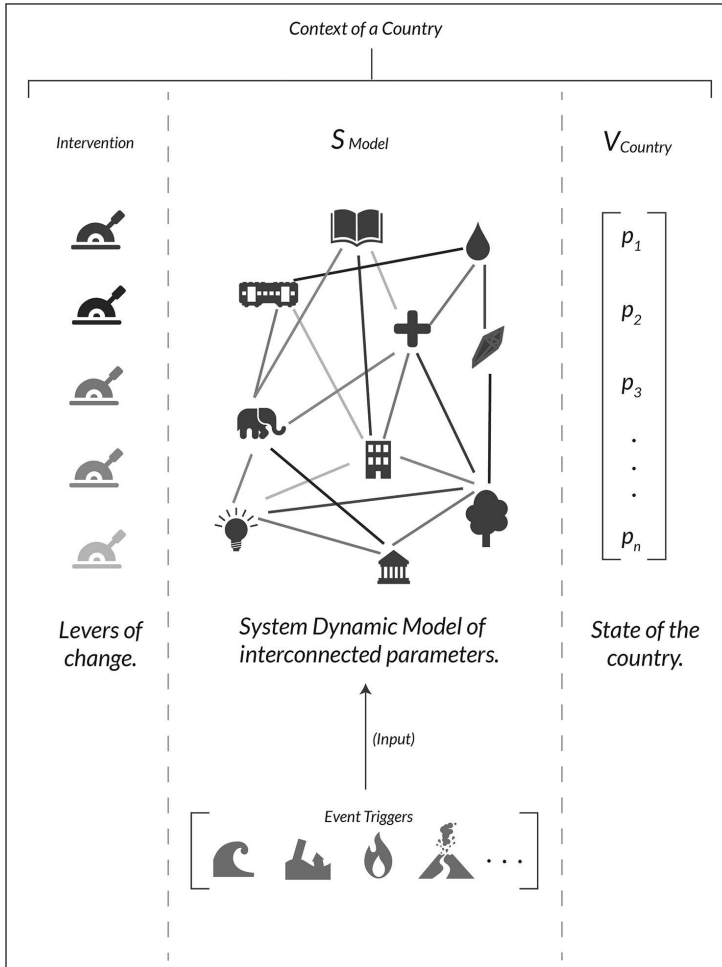 Context of a Country
Intervention
S Model
V Country
p1
p2
p3
.
.
.
pn
Levers of
change.
System Dynamic Model of
interconnected parameters.
State of the
country.
(Input)
Event Triggers
. . .